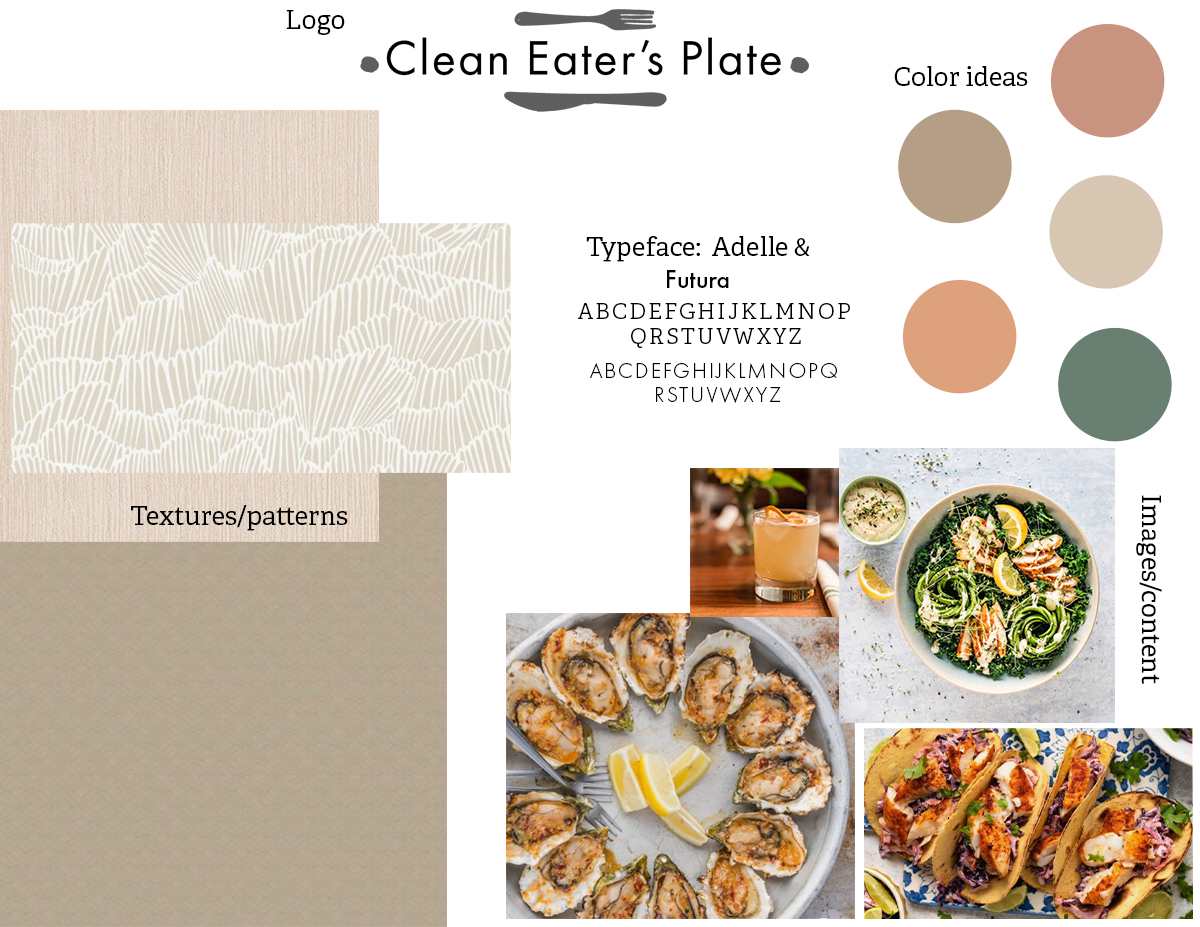 Logo
Clean Eater's Plate
Color ideas
Typeface: Adelle &
Futura
ABCDEFGHIJKLMNOP
QRSTUVWXYZ
ABCDEFGHIJKLMNOPQ
RSTUVWXYZ
Textures/patterns
Images/content